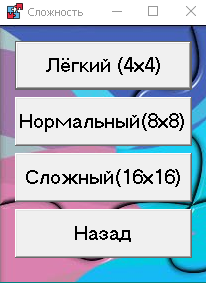 Сложность
Лёгкий (4x4)
Нормальный(8x8)
Сложный(16x16)
Назад